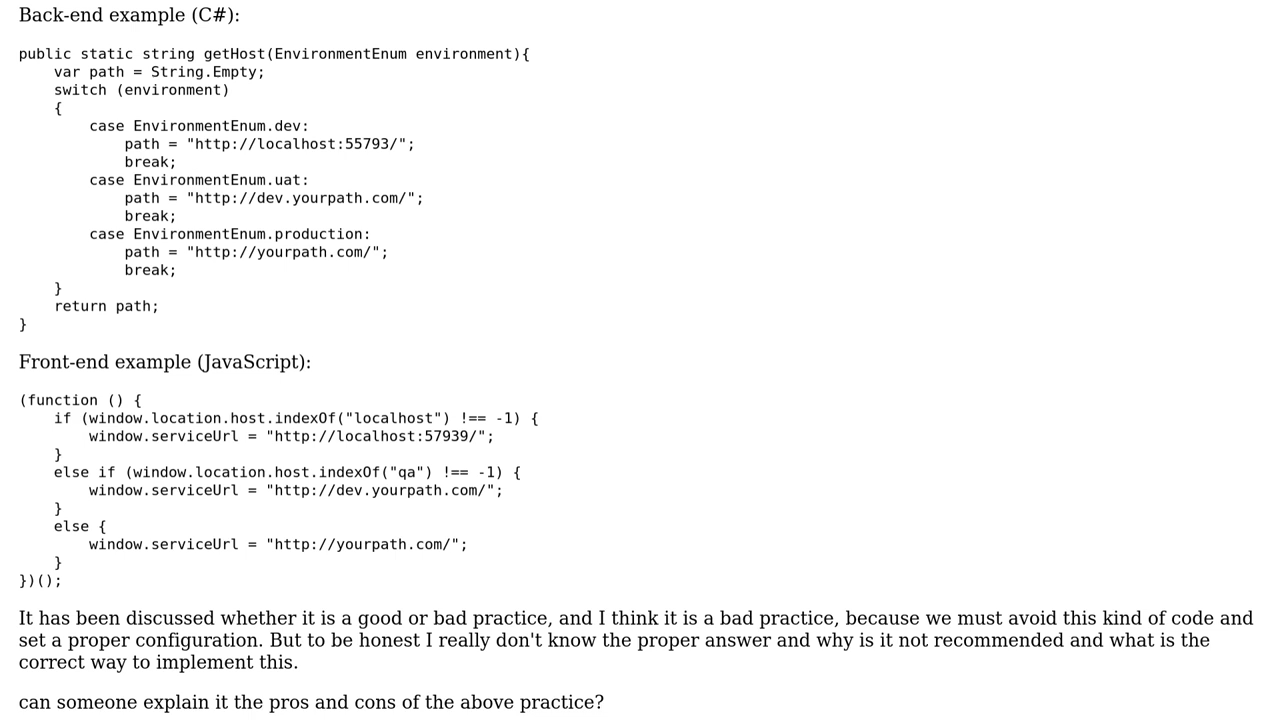 Back-end example (C#):
public static string getHost(EnvironmentEnum environment){
    var path = String.Empty;
    switch (environment)
    {
        case EnvironmentEnum.dev:
            path = "http://localhost:55793/";
            break;
        case EnvironmentEnum.uat:
            path = "http://dev.yourpath.com/";
            break;
        case EnvironmentEnum.production:
            path = "http://yourpath.com/";
            break;
    }
    return path;
}
Front-end example (JavaScript):
(function () {
    if (window.location.host.indexOf("localhost") !== -1) {
        window.serviceUrl = "http://localhost:57939/";
    }
    else if (window.location.host.indexOf("qa") !== -1) {
        window.serviceUrl = "http://dev.yourpath.com/";
    }
    else {
        window.serviceUrl = "http://yourpath.com/";
    }
})();
It has been discussed whether it is a good or bad practice, and I think it is a bad practice, because we must avoid this kind of code and
set a proper configuration. But to be honest I really don't know the proper answer and why is it not recommended and what is the
correct way to implement this.
can someone explain it the pros and cons of the above practice?